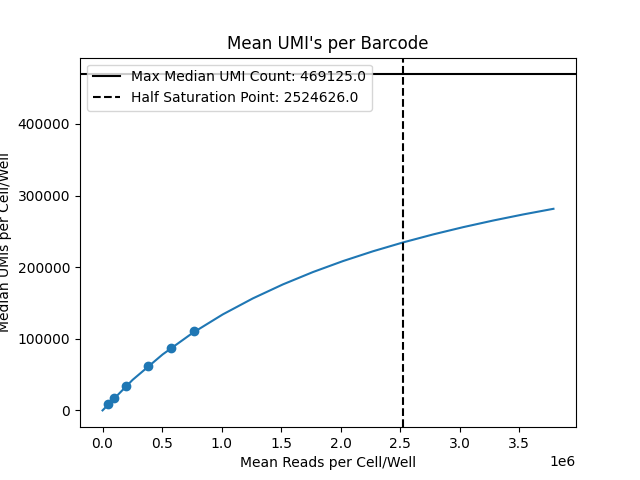 Mean UMI's per Barcode
Max Median UMI Count: 469125.0
Half Saturation Point: 2524626.0
Median UMIs per Cell/Well
400000
300000
200000
100000
0
0.0 0.5 1.0 1.5 2.0 2.5 3.0 3.5
1e6
Mean Reads per Cell/Well